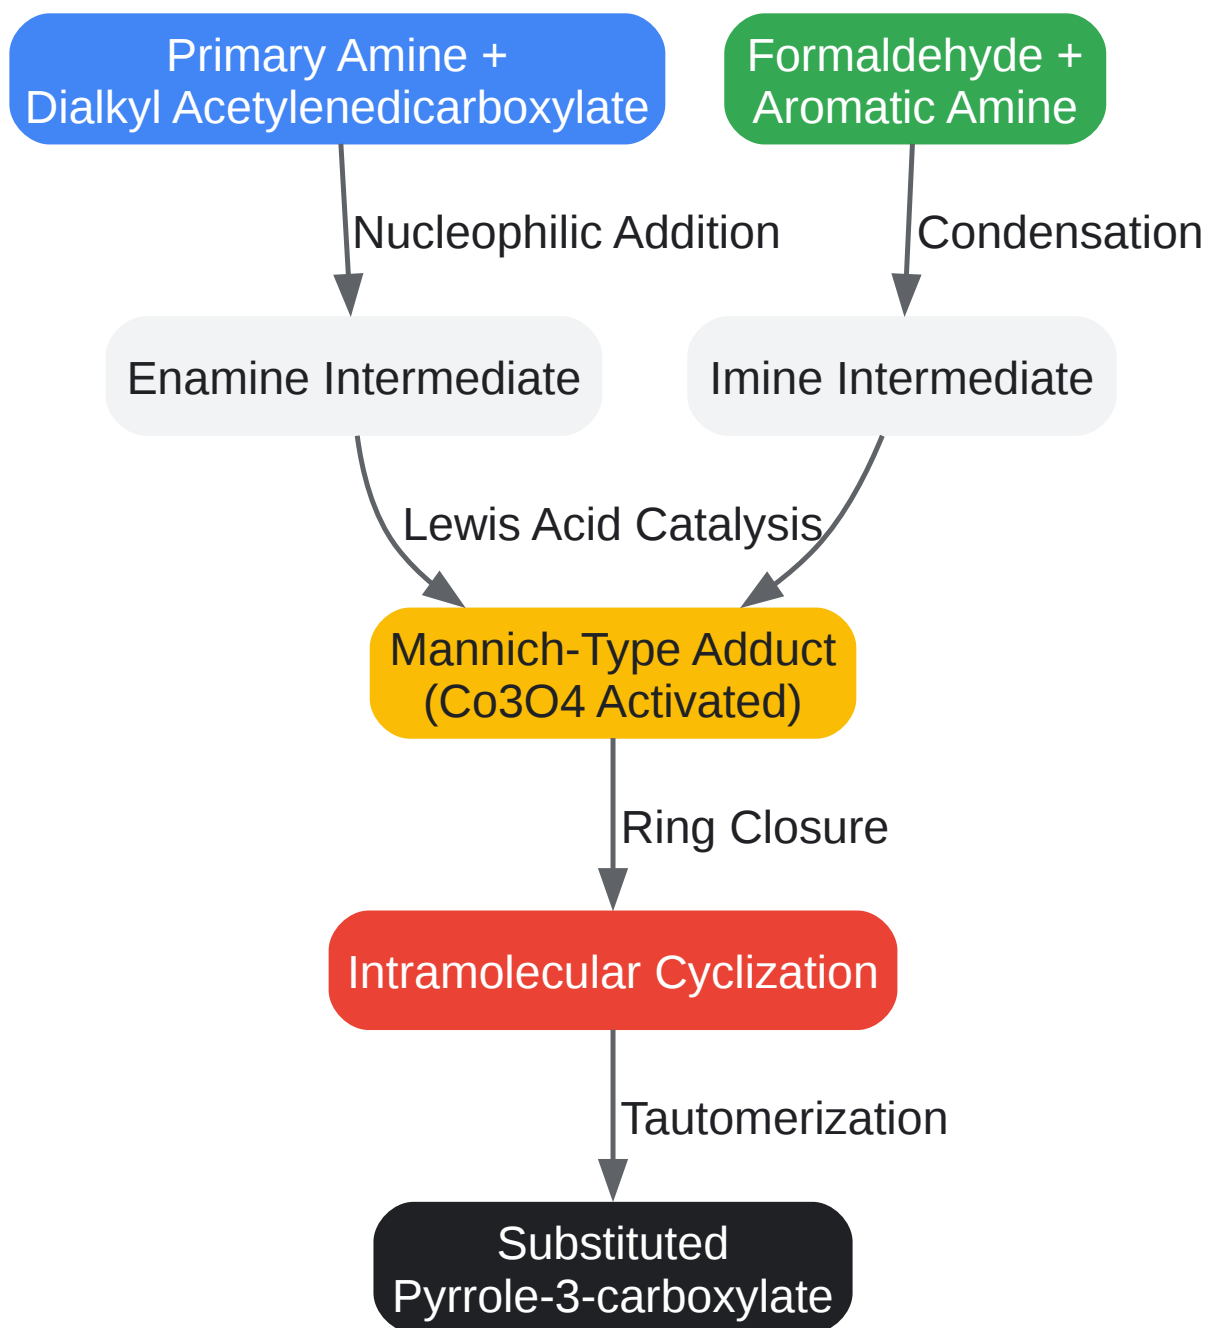 Primary Amine +
Dialkyl Acetylenedicarboxylate
Formaldehyde +
Aromatic Amine
Nucleophilic Addition
Condensation
Enamine Intermediate
Imine Intermediate
Lewis Acid Catalysis
Mannich-Type Adduct
(Co3O4 Activated)
Ring Closure
Intramolecular Cyclization
Tautomerization
Substituted
Pyrrole-3-carboxylate